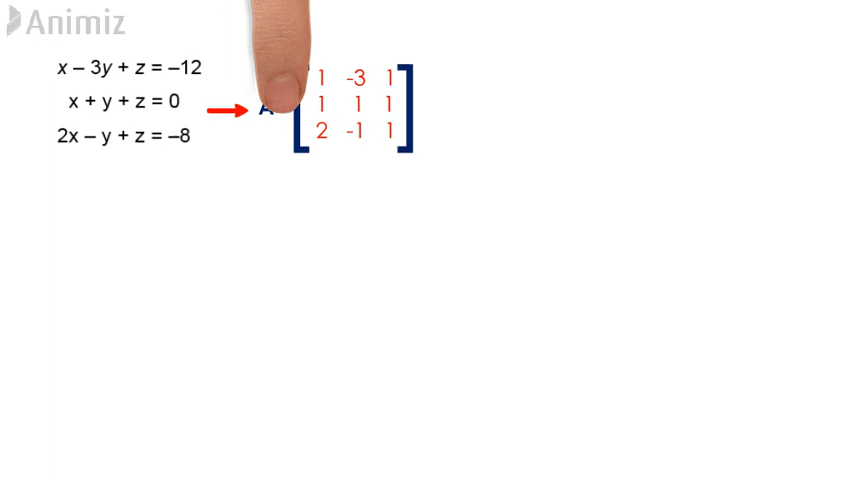 Animiz
x – 3y + z = –12
x + y + z = 0
2x – y + z = –8
A
1 -3 1
1 1 1
2 -1 1